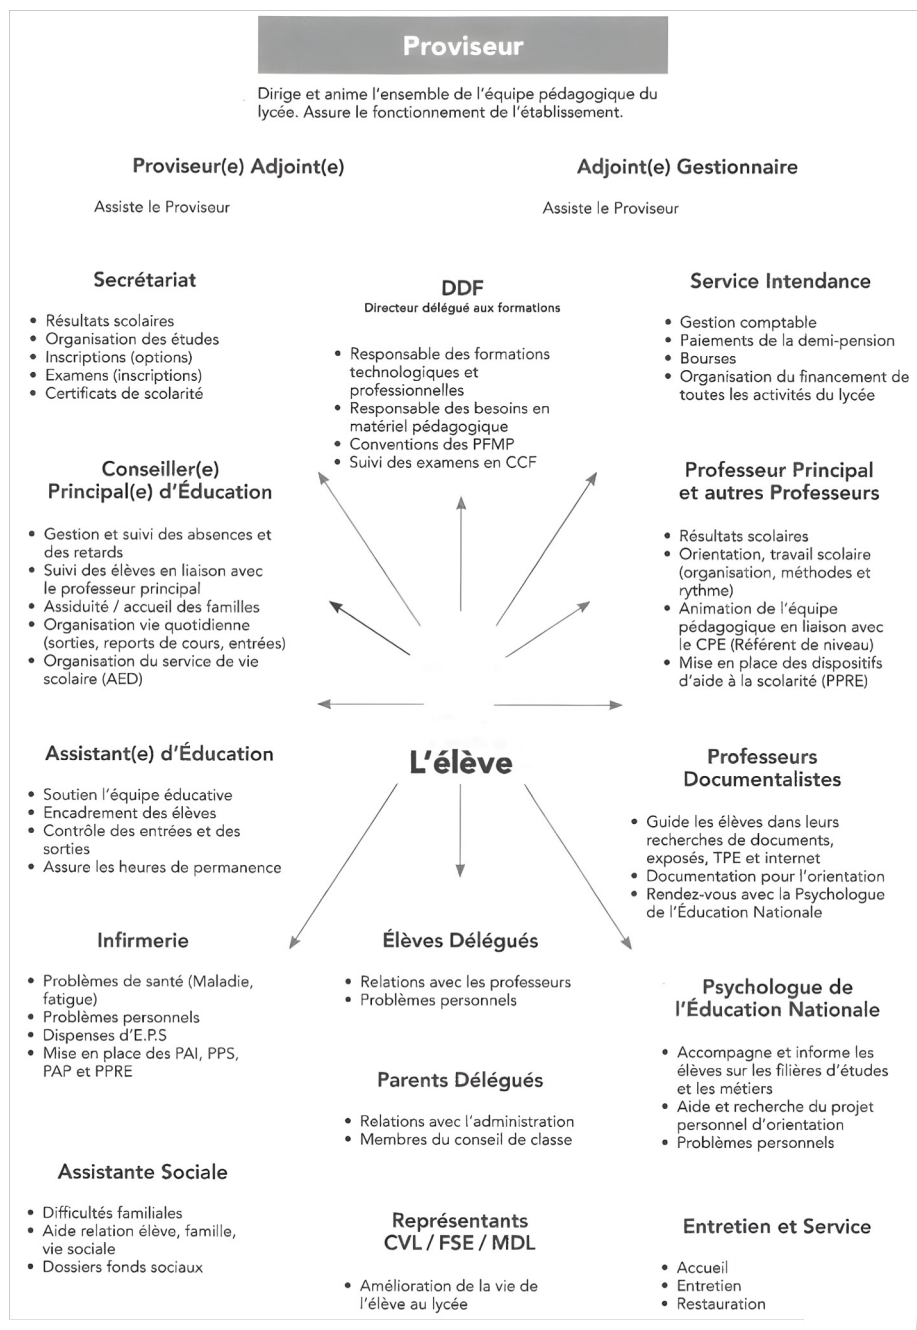 Proviseur
Dirige et anime l'ensemble de l'équipe pédagogique du
lycée. Assure le fonctionnement de l'établissement.
Proviseur(e) Adjoint(e)
Assiste le Proviseur
Adjoint(e) Gestionnaire
Assiste le Proviseur
Secrétariat
• Résultats scolaires
• Organisation des études
• Inscriptions (options)
• Examens (inscriptions)
• Certificats de scolarité
DDF
Directeur délégué aux formations
• Responsable des formations
technologiques et
professionnelles
• Responsable des besoins en
matériel pédagogique
• Conventions des PFMP
• Suivi des examens en CCF
Service Intendance
• Gestion comptable
• Paiements de la demi-pension
• Bourses
• Organisation du financement de
toutes les activités du lycée
Conseiller(e)
Principal(e) d'Éducation
• Gestion et suivi des absences et
des retards
• Suivi des élèves en liaison avec
le professeur principal
• Assiduité / accueil des familles
• Organisation vie quotidienne
(sorties, reports de cours, entrées)
• Organisation du service de vie
scolaire (AED)
Professeur Principal
et autres Professeurs
• Résultats scolaires
• Orientation, travail scolaire
(organisation, méthodes et
rythme)
• Animation de l'équipe
pédagogique en liaison avec
le CPE (Référent de niveau)
• Mise en place des dispositifs
d'aide à la scolarité (PPRE)
L'élève
Assistant(e) d'Éducation
• Soutien l'équipe éducative
• Encadrement des élèves
• Contrôle des entrées et des
sorties
• Assure les heures de permanence
Professeurs
Documentalistes
• Guide les élèves dans leurs
recherches de documents,
exposés, TPE et internet
• Documentation pour l'orientation
• Rendez-vous avec la Psychologue
de l'Éducation Nationale
Infirmerie
• Problèmes de santé (Maladie,
fatigue)
• Problèmes personnels
• Dispenses d'E.P.S
• Mise en place des PAI, PPS,
PAP et PPRE
Élèves Délégués
• Relations avec les professeurs
• Problèmes personnels
Psychologue de
l'Éducation Nationale
• Accompagne et informe les
élèves sur les filières d'études
et les métiers
• Aide et recherche du projet
personnel d'orientation
• Problèmes personnels
Parents Délégués
• Relations avec l'administration
• Membres du conseil de classe
Assistante Sociale
• Difficultés familiales
• Aide relation élève, famille,
vie sociale
• Dossiers fonds sociaux
Représentants
CVL / FSE / MDL
• Amélioration de la vie de
l'élève au lycée
Entretien et Service
• Accueil
• Entretien
• Restauration